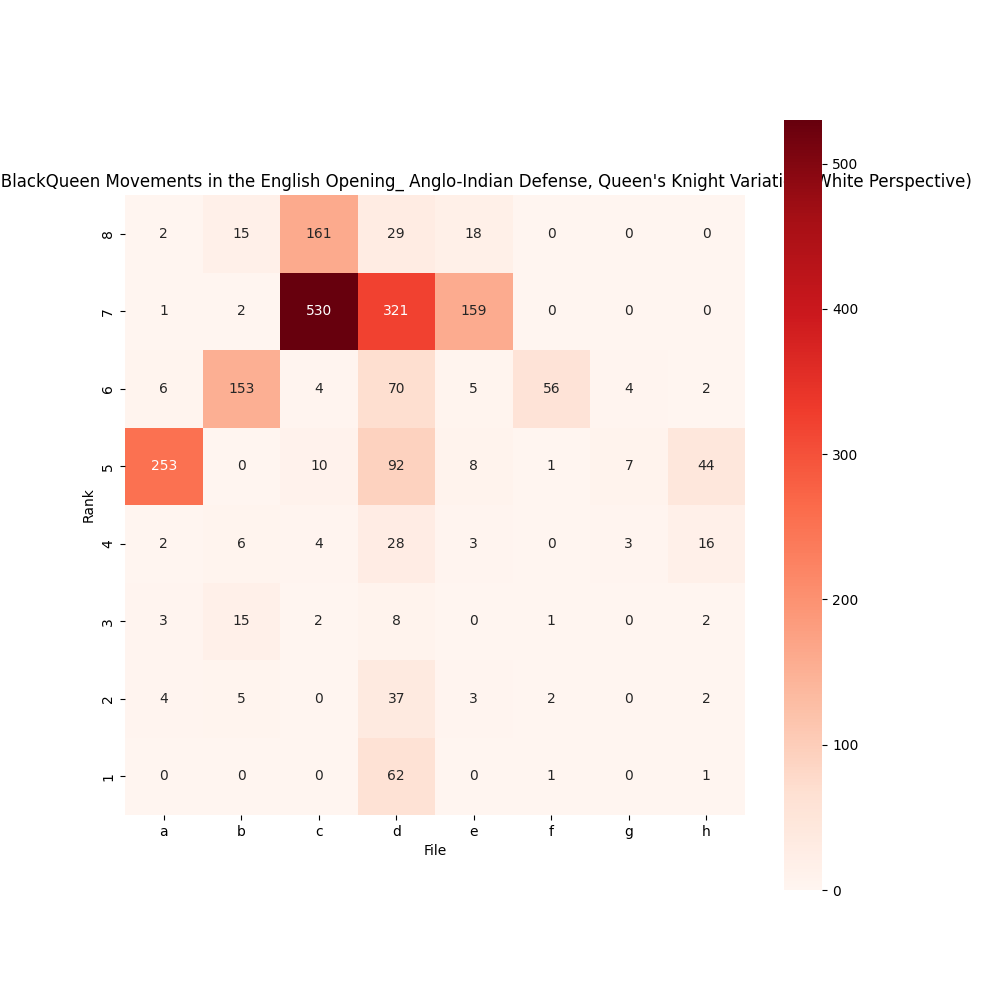 BlackQueen Movements in the English Opening_ Anglo-Indian Defense, Queen's Knight Variati White Perspective)
8 2 15 161 29 18 0 0 0
7 1 2 530 321 159 0 0 0
6 6 153 4 70 5 56 4 2
5 253 0 10 92 8 1 7 44
Rank
4 2 6 4 28 3 0 3 16
3 3 15 2 8 0 1 0 2
2 4 5 0 37 3 2 0 2
1 0 0 0 62 0 1 0 1
a b c d e f g h
File
500
400
300
200
100
0